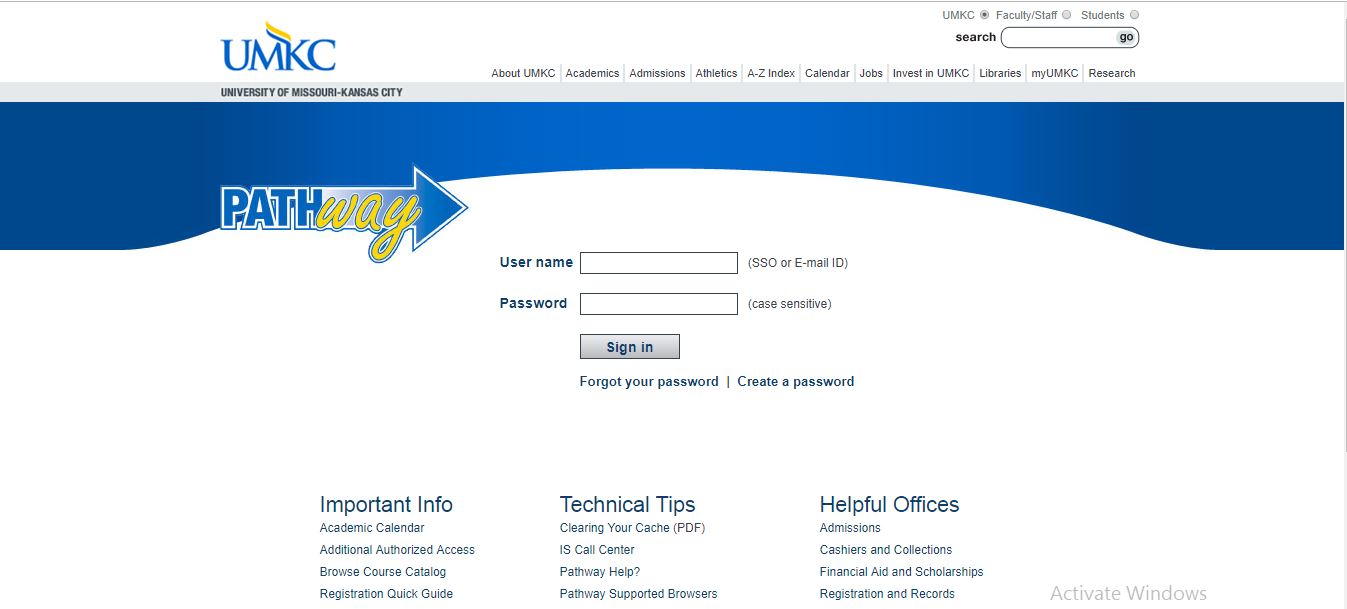 UMKC Faculty/Staff Students
UMKC
search go
About UMKC Academics Admissions Athletics A-Z Index Calendar Jobs Invest in UMKC Libraries myUMKC Research
UNIVERSITY OF MISSOURI-KANSAS CITY
PATHway
User name (SSO or E-mail ID)
Password (case sensitive)
Sign in
Forgot your password | Create a password
Important Info
Academic Calendar
Additional Authorized Access
Browse Course Catalog
Registration Quick Guide
Technical Tips
Clearing Your Cache (PDF)
IS Call Center
Pathway Help?
Pathway Supported Browsers
Helpful Offices
Admissions
Cashiers and Collections
Financial Aid and Scholarships
Registration and Records
Activate Windows